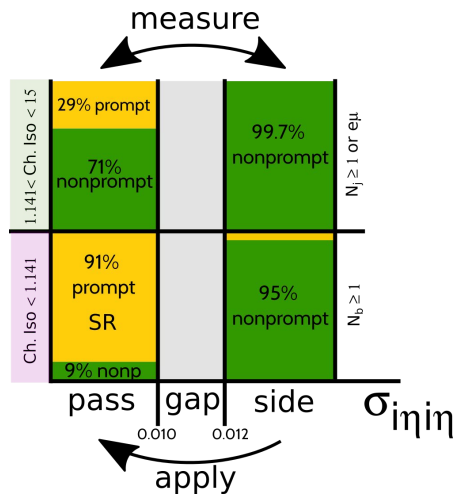 measure
1.141< Ch. Iso < 15
29% prompt
71%
nonprompt
99.7%
nonprompt
Nj ≥ 1 or eμ
Ch. Iso < 1.141
91%
prompt
SR
9% nonp
95%
nonprompt
Nb ≥ 1
pass gap side
σiηiη
0.010 0.012
apply